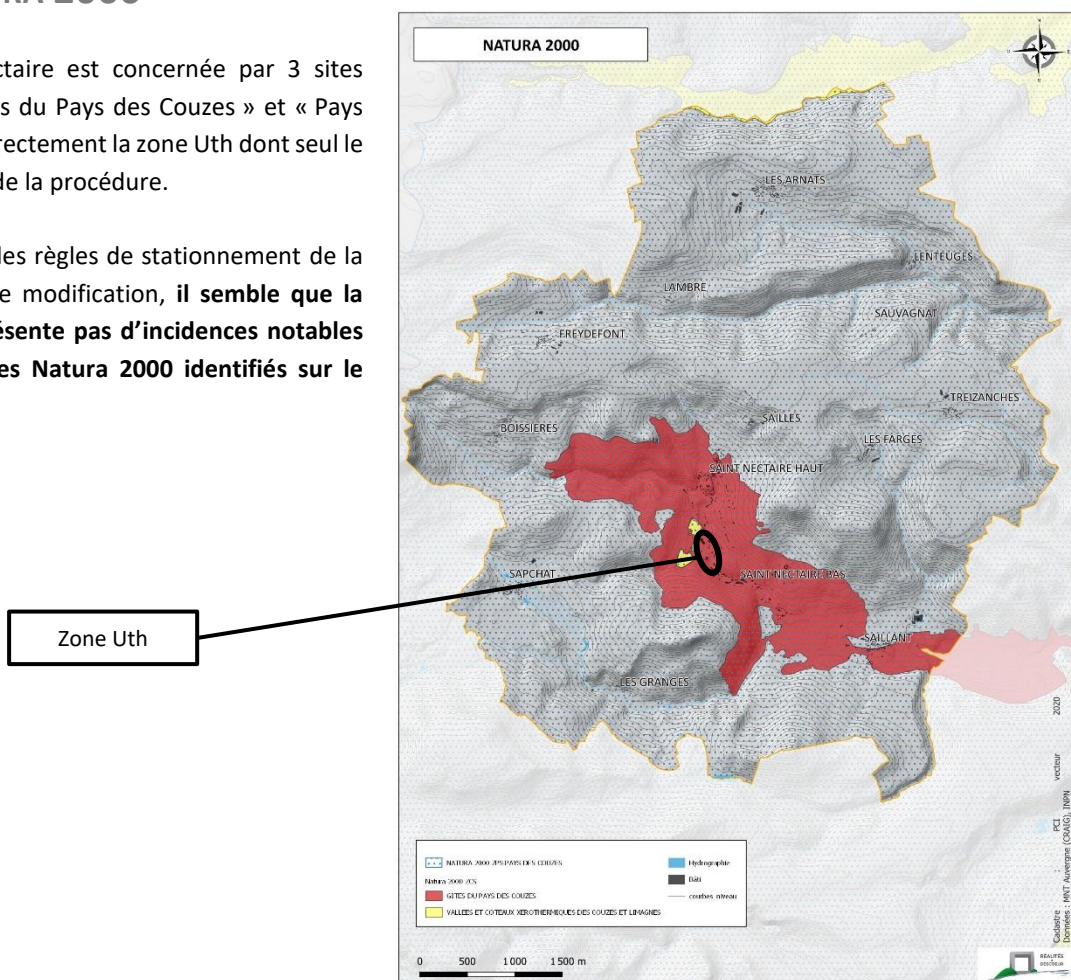 ctaire est concernée par 3 sites
s du Pays des Couzes » et « Pays
rectement la zone Uth dont seul le
de la procédure.
des règles de stationnement de la
e modification, il semble que la
ésente pas d'incidences notables
es Natura 2000 identifiés sur le
NATURA 2000
LES ARNATS
LENTEUGES
LAMBRE
SAUVAGNAT
FREYDEFONT
TREIZANCHES
SAILLES
BOISSIERES
LES FARGES
SAINT NECTAIRE HAUT
SAPCHAT
SAINT NECTAIRE BAS
Zone Uth
SAILLANT
LES GRANGES
NATURA 2000 ZPS PAYS DES COUZES
Natura 2000 ZCS
GITES DU PAYS DES COUZES
VALLEES ET COTEAUX XEROTHERMIQUES DES COUZES ET LIMAGNES
Hydrographie
Bâti
courbes niveau
0 500 1000 1500 m
Cadastre : PCI vecteur 2020
Données : MNT Auvergne (CRAIG), INPN
REALITES